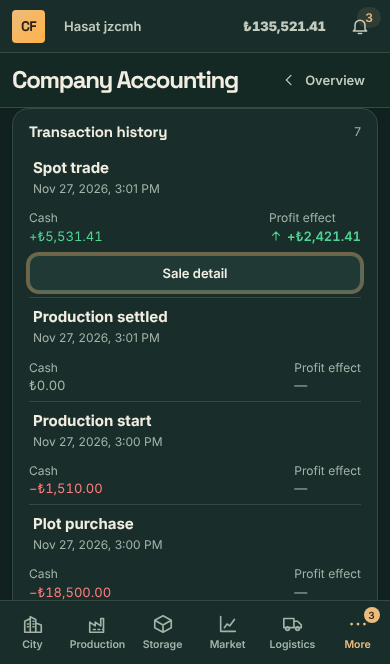 CF
Hasat jzcmh
₺135,521.41
3
Company Accounting
Overview
Transaction history
7
Spot trade
Nov 27, 2026, 3:01 PM
Cash
Profit effect
+₺5,531.41
↑ +₺2,421.41
Sale detail
Production settled
Nov 27, 2026, 3:01 PM
Cash
Profit effect
₺0.00
—
Production start
Nov 27, 2026, 3:00 PM
Cash
Profit effect
−₺1,510.00
—
Plot purchase
Nov 27, 2026, 3:00 PM
Cash
Profit effect
−₺18,500.00
—
3
City
Production
Storage
Market
Logistics
More